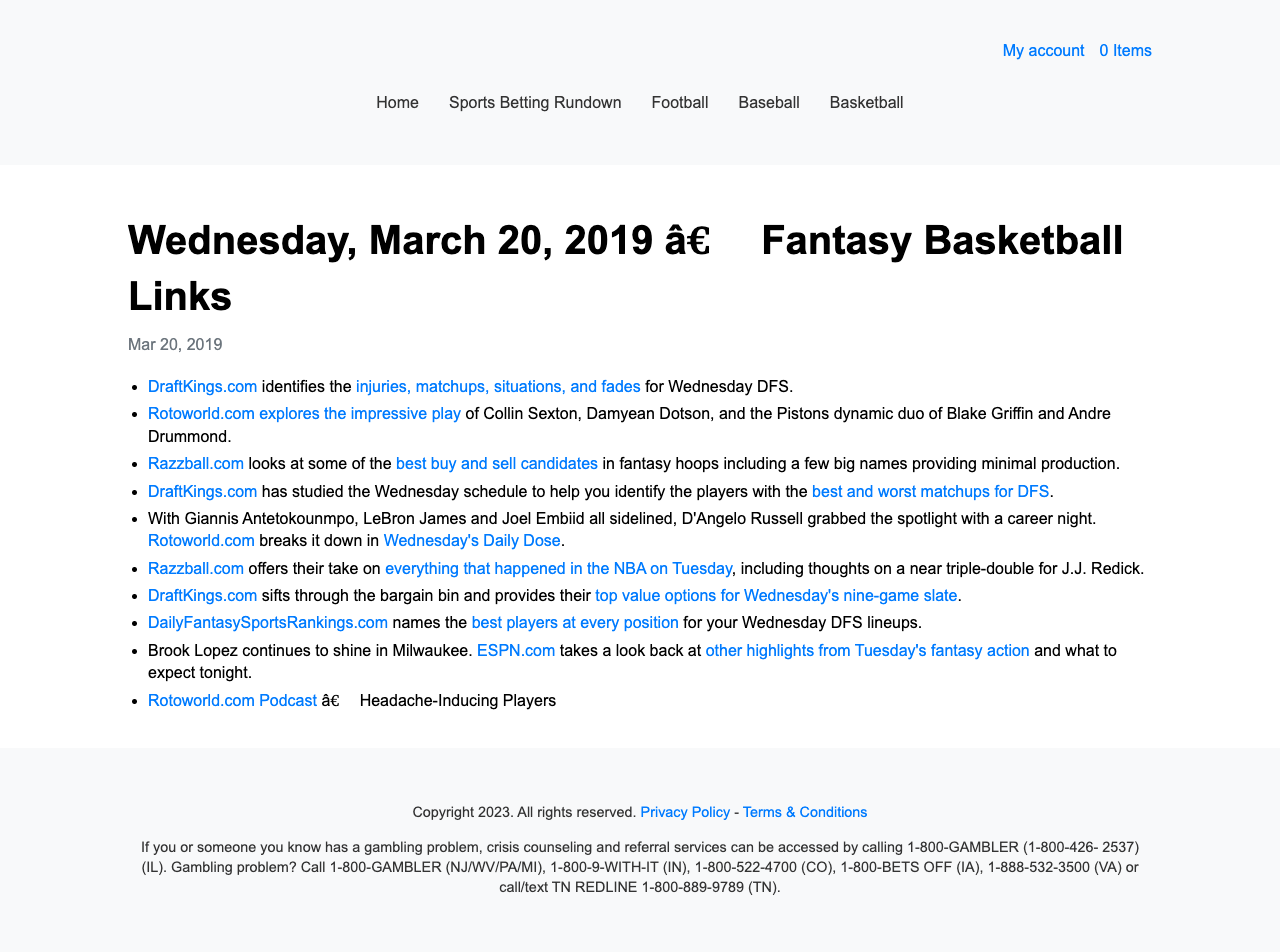 My account 0 Items
Home Sports Betting Rundown Football Baseball Basketball
Wednesday, March 20, 2019 â€ Fantasy Basketball
Links
Mar 20, 2019
• DraftKings.com identifies the injuries, matchups, situations, and fades for Wednesday DFS.
• Rotoworld.com explores the impressive play of Collin Sexton, Damyean Dotson, and the Pistons dynamic duo of Blake Griffin and Andre
Drummond.
• Razzball.com looks at some of the best buy and sell candidates in fantasy hoops including a few big names providing minimal production.
• DraftKings.com has studied the Wednesday schedule to help you identify the players with the best and worst matchups for DFS.
• With Giannis Antetokounmpo, LeBron James and Joel Embiid all sidelined, D'Angelo Russell grabbed the spotlight with a career night.
Rotoworld.com breaks it down in Wednesday's Daily Dose.
• Razzball.com offers their take on everything that happened in the NBA on Tuesday, including thoughts on a near triple-double for J.J. Redick.
• DraftKings.com sifts through the bargain bin and provides their top value options for Wednesday's nine-game slate.
• DailyFantasySportsRankings.com names the best players at every position for your Wednesday DFS lineups.
• Brook Lopez continues to shine in Milwaukee. ESPN.com takes a look back at other highlights from Tuesday's fantasy action and what to
expect tonight.
• Rotoworld.com Podcast â€ Headache-Inducing Players
Copyright 2023. All rights reserved. Privacy Policy - Terms & Conditions
If you or someone you know has a gambling problem, crisis counseling and referral services can be accessed by calling 1-800-GAMBLER (1-800-426- 2537)
(IL). Gambling problem? Call 1-800-GAMBLER (NJ/WV/PA/MI), 1-800-9-WITH-IT (IN), 1-800-522-4700 (CO), 1-800-BETS OFF (IA), 1-888-532-3500 (VA) or
call/text TN REDLINE 1-800-889-9789 (TN).